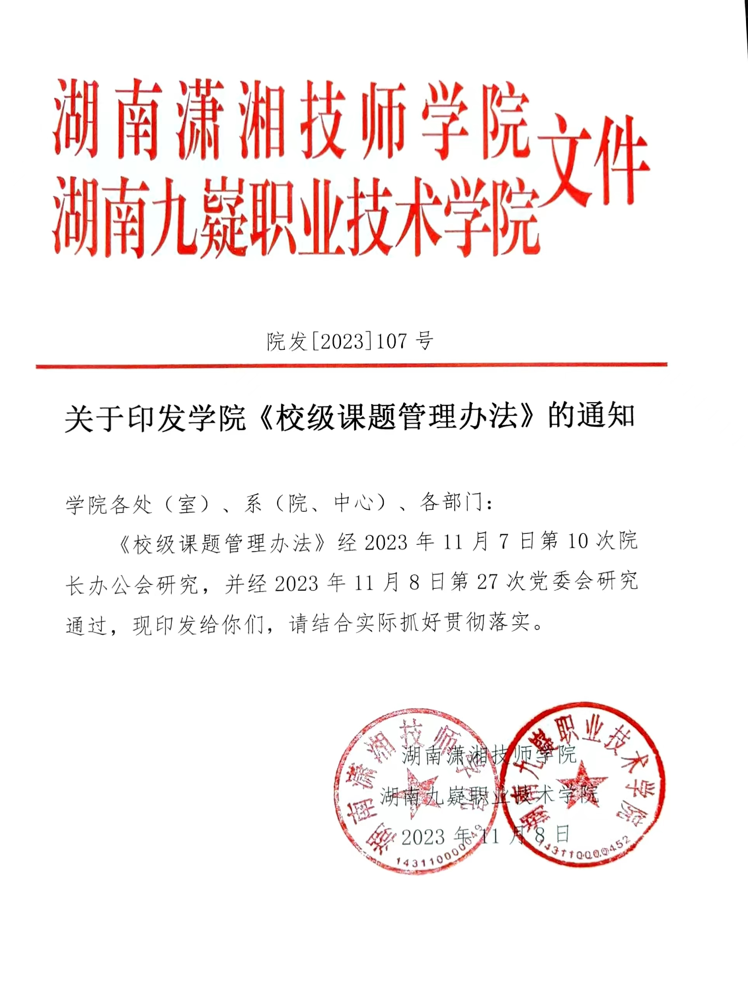 湖南潇湘技师学院
湖南九嶷职业技术学院
文件
院发[2023]107 号
关于印发学院《校级课题管理办法》的通知
学院各处（室）、系（院、中心）、各部门：
《校级课题管理办法》经 2023 年 11 月 7 日第 10 次院
长办公会研究，并经 2023 年 11 月 8 日第 27 次党委会研究
通过，现印发给你们，请结合实际抓好贯彻落实。
湖南潇湘技师学院
湖南九嶷职业技术学院
2023 年 11 月 8 日
湖南潇湘技师学院
1431100000049
湖南九嶷职业技术学院
1431100000452